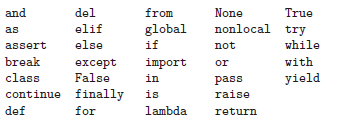 and del from None True
as elif global nonlocal try
assert else if not while
break except import or with
class False in pass yield
continue finally is raise
def for lambda return